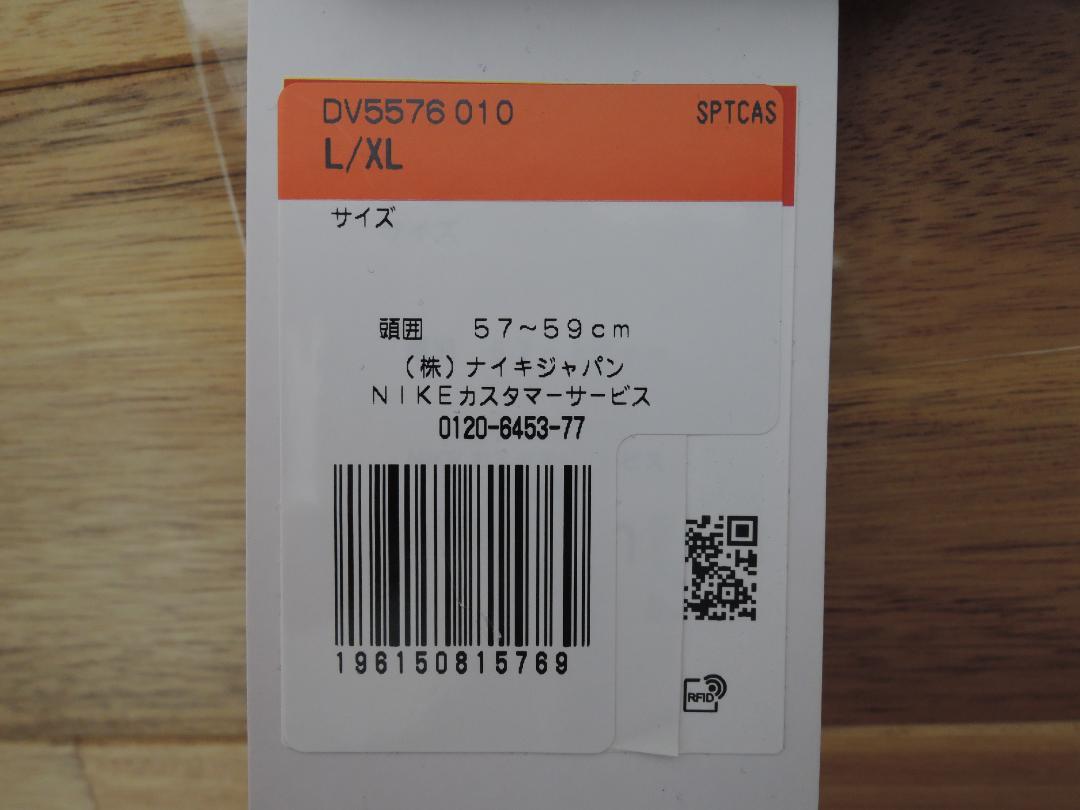 DV5576 010 SPTCAS
L/XL
サイズ
頭囲 57~59cm
(株)ナイキジャパン
NIKEカスタマーサービス
0120-6453-77
196150815769
RFID